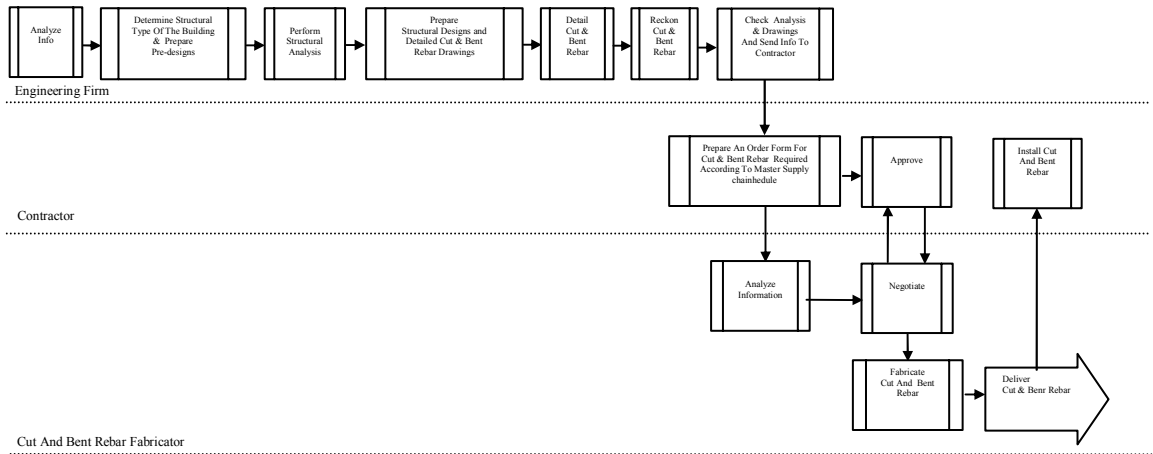 Analyze
Info
Determine Structural
Type Of The Building
& Prepare
Pre-designs
Perform
Structural
Analysis
Prepare
Structural Designs and
Detailed Cut & Bent
Rebar Drawings
Detail
Cut &
Bent
Rebar
Reckon
Cut &
Bent
Rebar
Check Analysis
& Drawings
And Send Info To
Contractor
Engineering Firm
Prepare An Order Form For
Cut & Bent Rebar Required
According To Master Supply
chainhedule
Approve
Install Cut
And Bent
Rebar
Contractor
Analyze
Information
Negotiate
Fabricate
Cut And Bent
Rebar
Deliver
Cut & Benr Rebar
Cut And Bent Rebar Fabricator